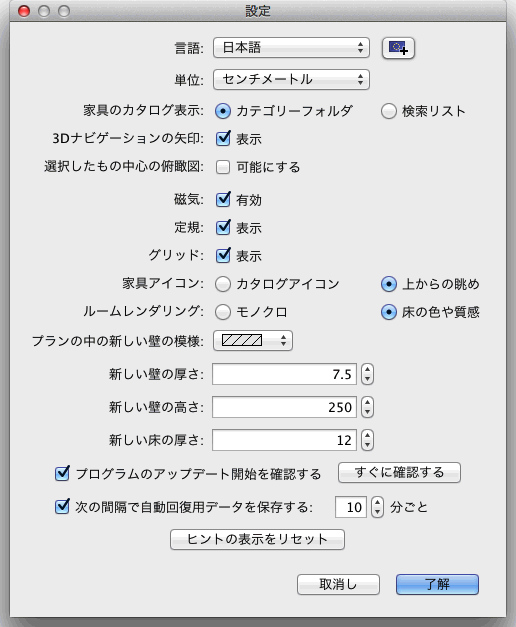 設定
言語: 日本語
単位: センチメートル
家具のカタログ表示: カテゴリーフォルダ 検索リスト
3Dナビゲーションの矢印: 表示
選択したもの中心の俯瞰図: 可能にする
磁気: 有効
定規: 表示
グリッド: 表示
家具アイコン: カタログアイコン 上からの眺め
ルームレンダリング: モノクロ 床の色や質感
プランの中の新しい壁の模様:
新しい壁の厚さ: 7.5
新しい壁の高さ: 250
新しい床の厚さ: 12
プログラムのアップデート開始を確認する すぐに確認する
次の間隔で自動回復用データを保存する: 10 分ごと
ヒントの表示をリセット
取消し 了解